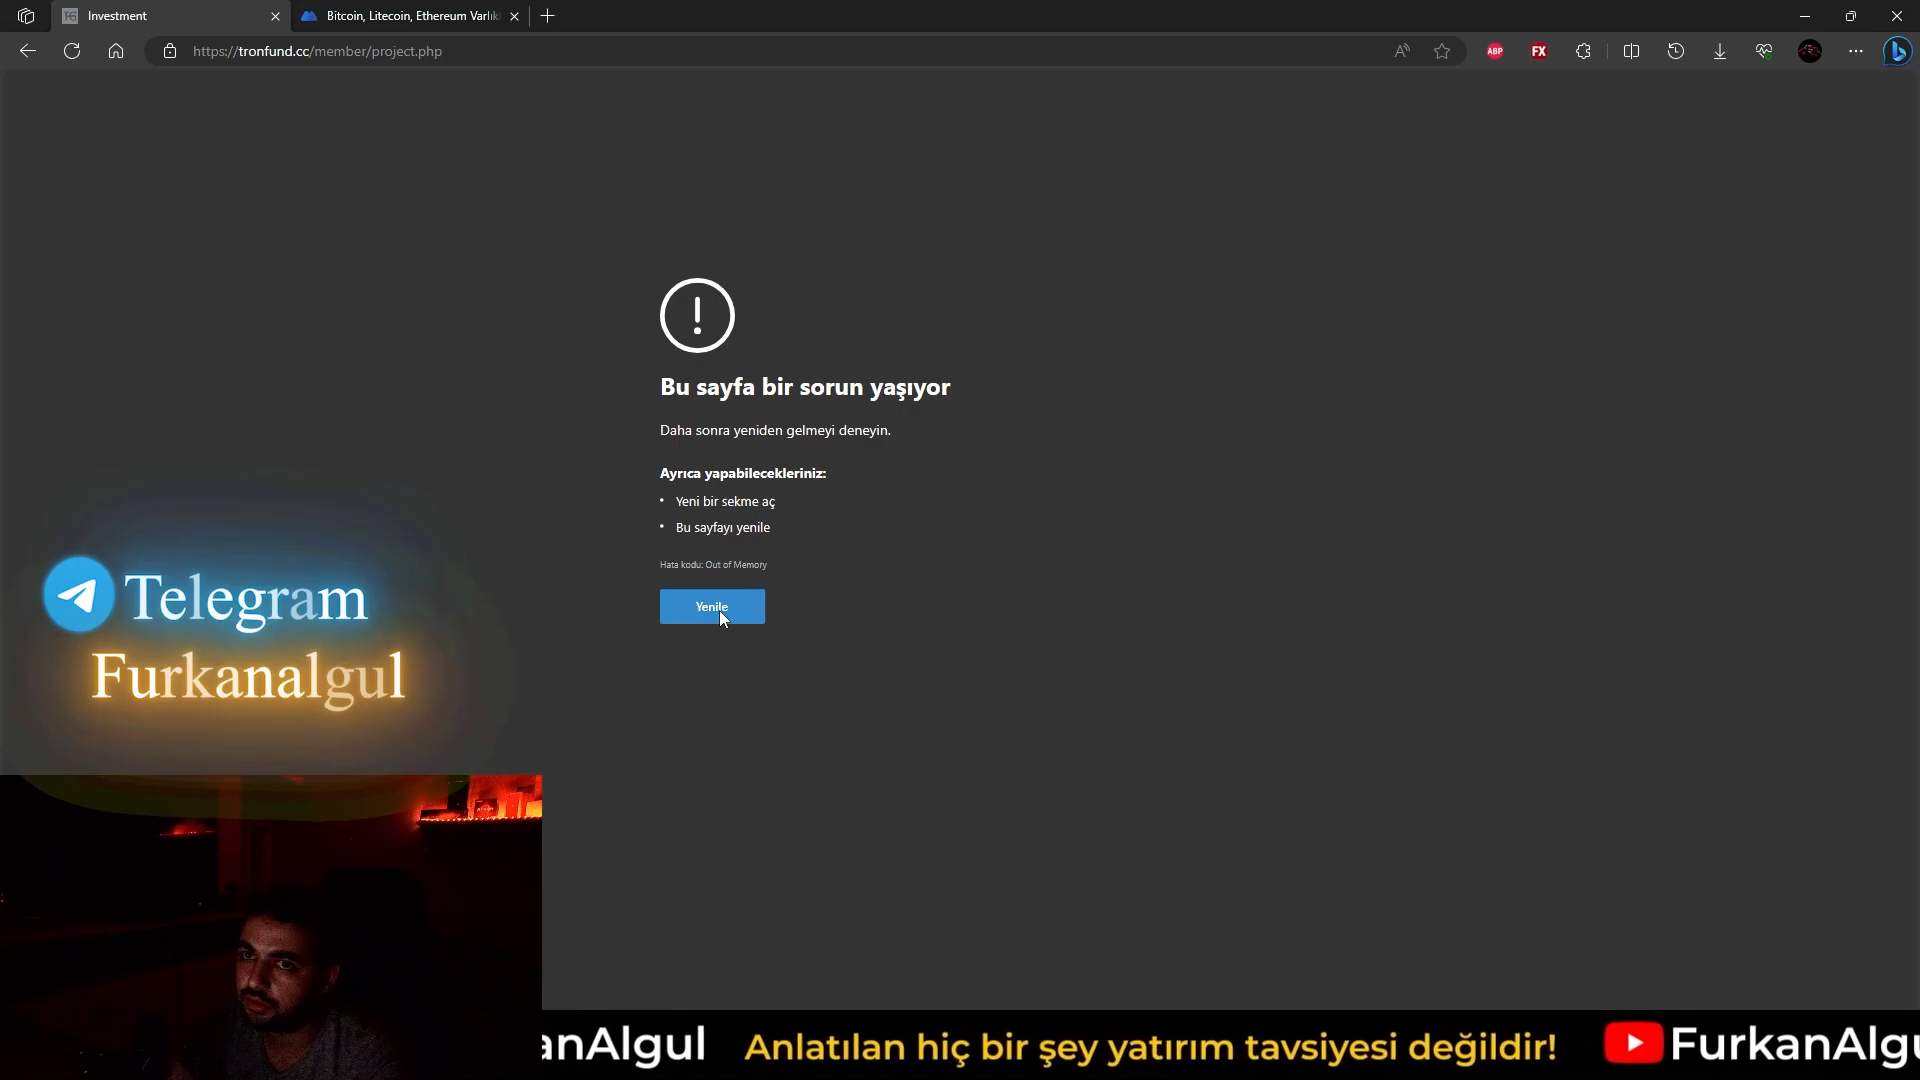 Investment
Bitcoin, Litecoin, Ethereum Varlık
https://tronfund.cc/member/project.php
ABP
FX
Bu sayfa bir sorun yaşıyor
Daha sonra yeniden gelmeyi deneyin.
Ayrıca yapabilecekleriniz:
• Yeni bir sekme aç
• Bu sayfayı yenile
Hata kodu: Out of Memory
Yenile
Telegram
Furkanalgul
anAlgul Anlatılan hiç bir şey yatırım tavsiyesi değildir! FurkanAlgu